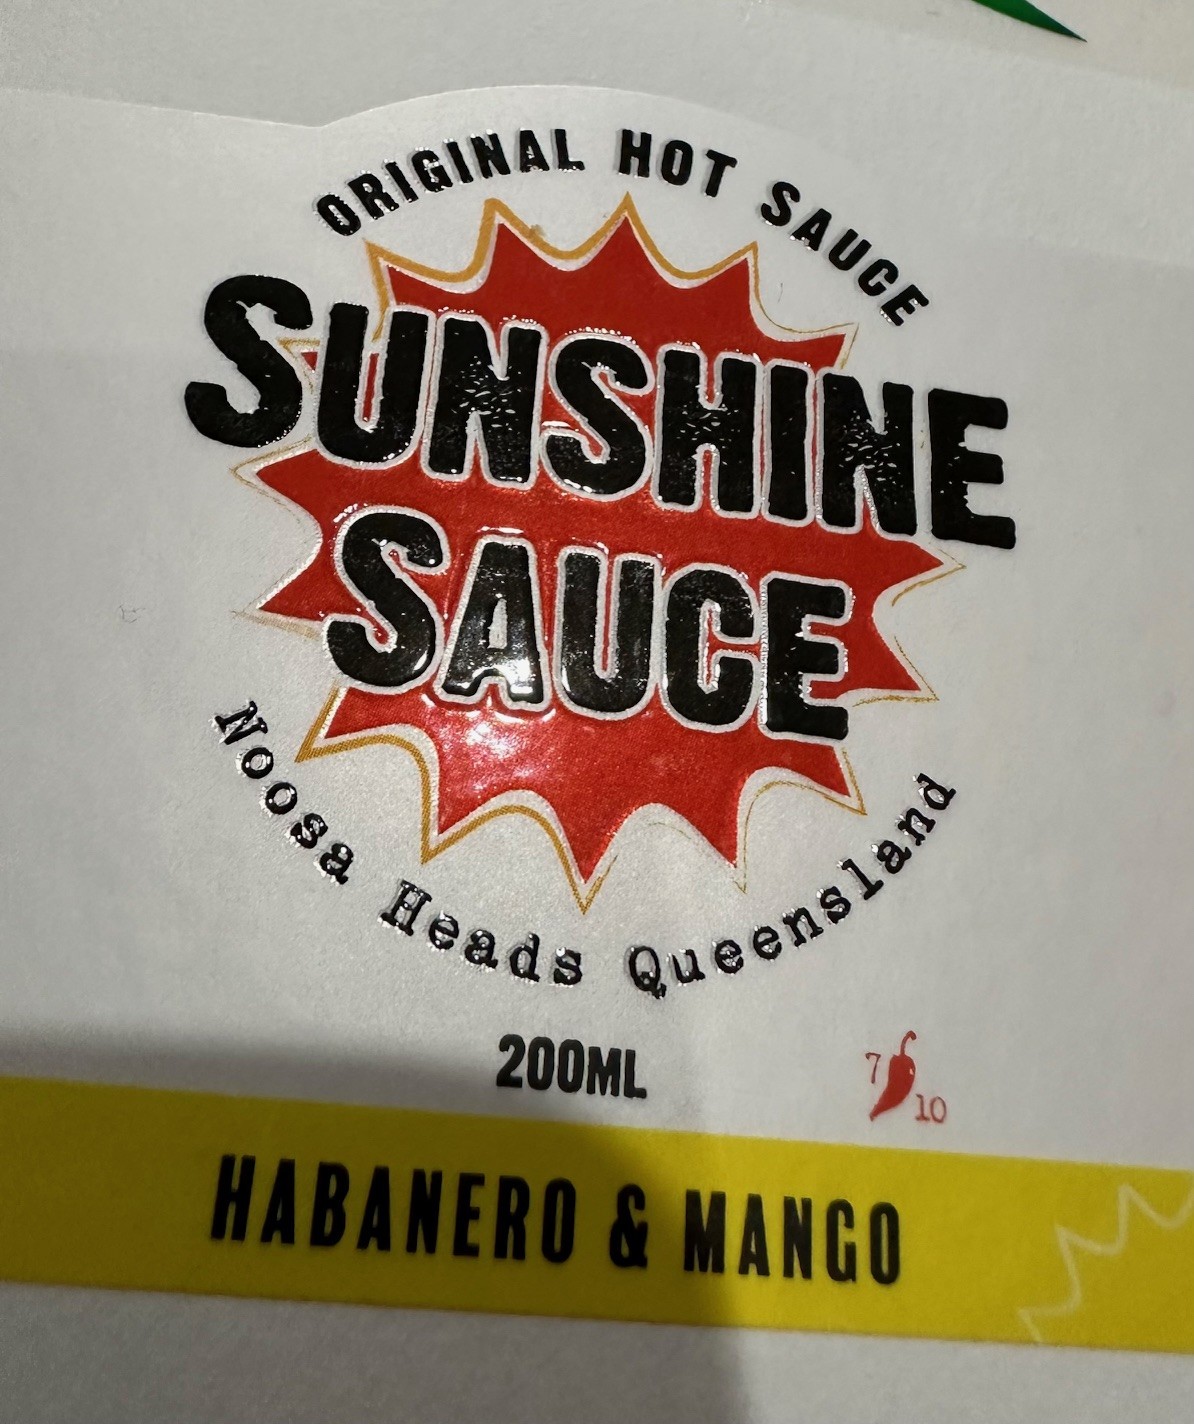 ORIGINAL HOT SAUCE
SUNSHINE
SAUCE
Noosa Heads Queensland
200ML
7 10
HABANERO & MANGO